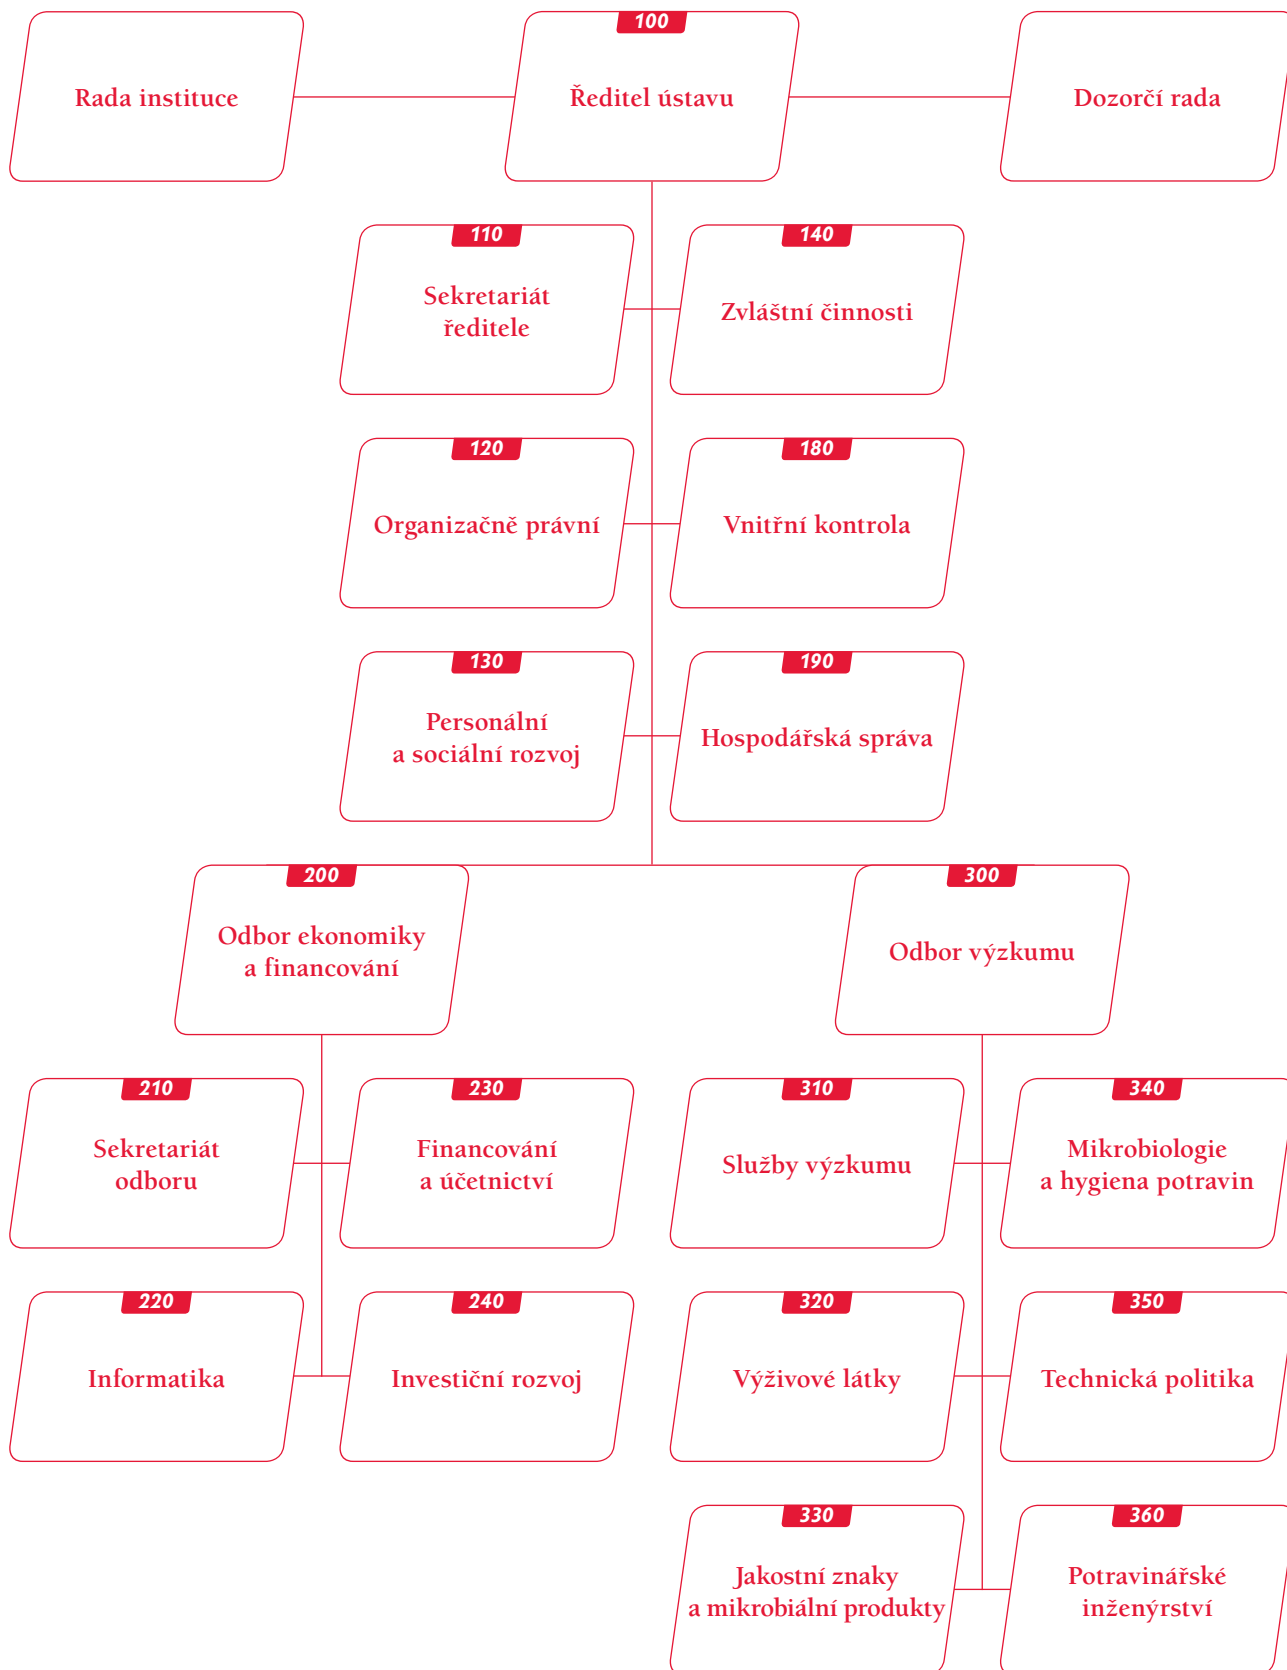 100
Rada instituce
Ředitel ústavu
Dozorčí rada
110
Sekretariát
ředitele
140
Zvláštní činnosti
120
Organizačně právní
180
Vnitřní kontrola
130
Personální
a sociální rozvoj
190
Hospodářská správa
200
Odbor ekonomiky
a financování
300
Odbor výzkumu
210
Sekretariát
odboru
230
Financování
a účetnictví
310
Služby výzkumu
340
Mikrobiologie
a hygiena potravin
220
Informatika
240
Investiční rozvoj
320
Výživové látky
350
Technická politika
330
Jakostní znaky
a mikrobiální produkty
360
Potravinářské
inženýrství